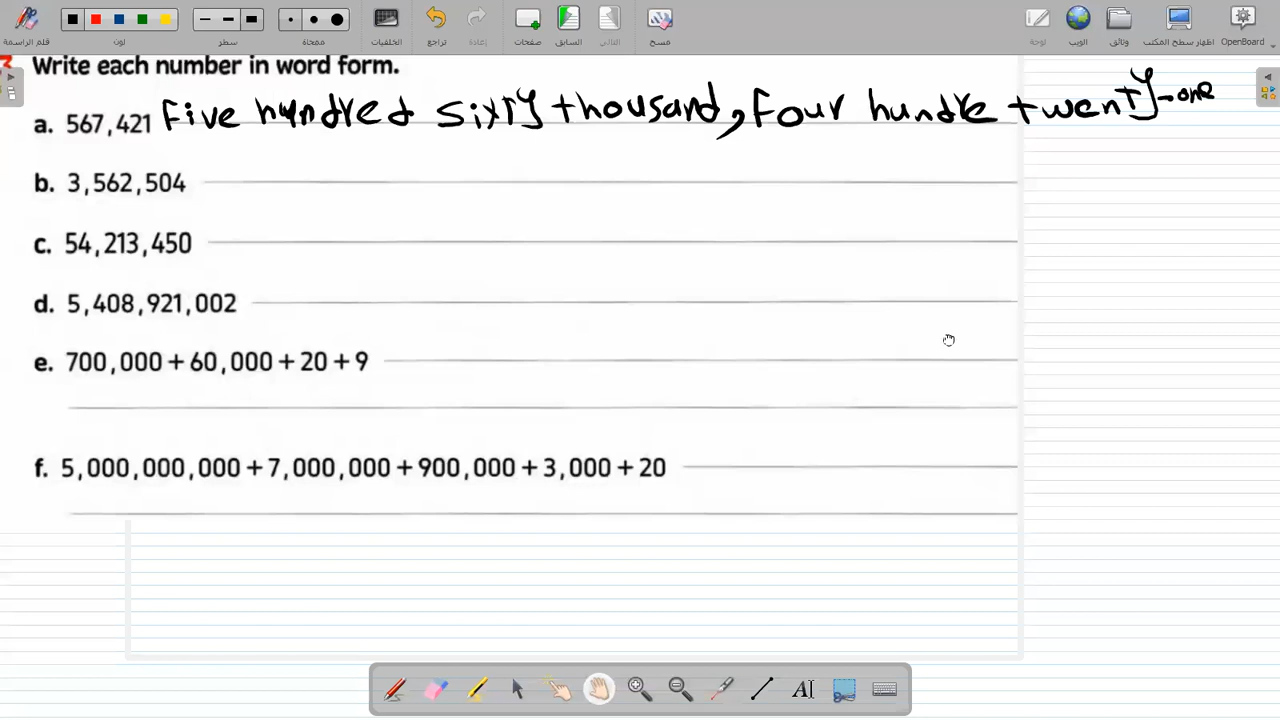 قلم الراسمة
لون
سطر
ممحاة
الخلفيات
تراجع
إعادة
صفحات
السابق
التالي
مسح
لوحة
الويب
وثائق
اظهار سطح المكتب
OpenBoard
Write each number in word form.
a. 567,421 Five hundred sixty thousand, four hundre twenty-one
b. 3,562,504
c. 54,213,450
d. 5,408,921,002
e. 700,000 + 60,000 + 20 + 9
f. 5,000,000,000 + 7,000,000 + 900,000 + 3,000 + 20